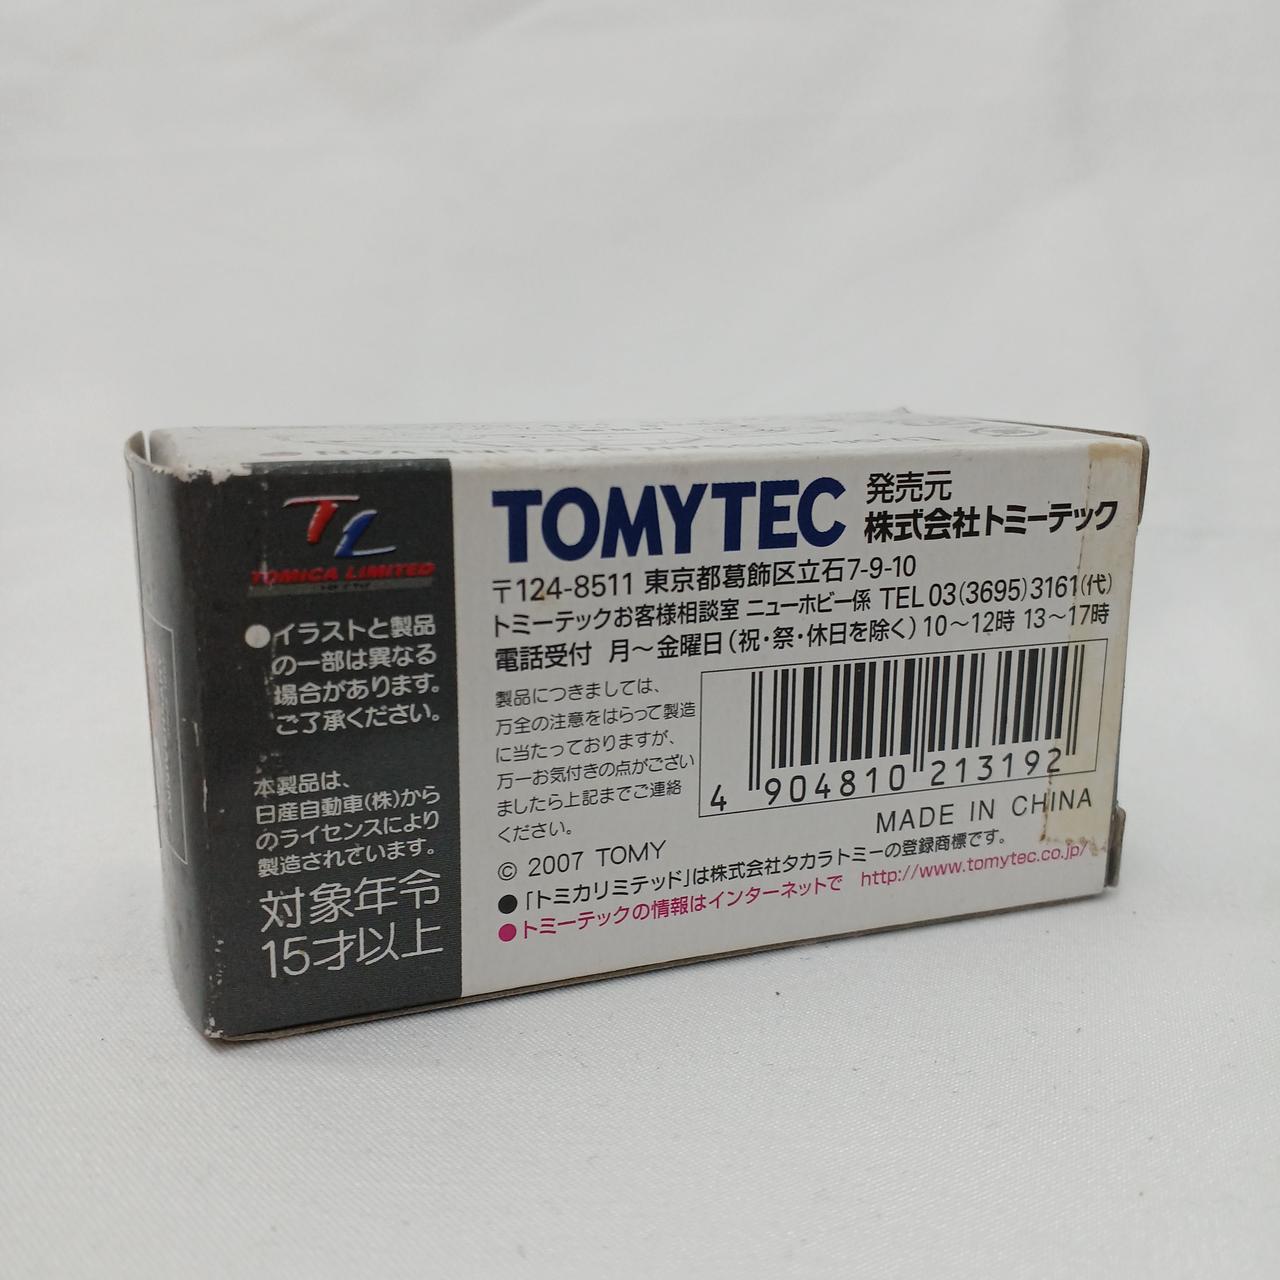 TL
TOMICA LIMITED
●イラストと製品
の一部は異なる
場合があります。
ご了承ください。
本製品は、
日産自動車(株)から
のライセンスにより
製造されています。
対象年令
15才以上
TOMYTEC
発売元
株式会社トミーテック
〒124-8511 東京都葛飾区立石7-9-10
トミーテックお客様相談室 ニューホビー係 TEL 03(3695)3161(代)
電話受付 月〜金曜日(祝・祭・休日を除く) 10〜12時 13〜17時
製品につきましては、
万全の注意をはらって製造
に当たっておりますが、
万一お気付きの点がござい
ましたら上記までご連絡
ください。
4 904810 213192
MADE IN CHINA
© 2007 TOMY
●「トミカリミテッド」は株式会社タカラトミーの登録商標です。
●トミーテックの情報はインターネットで http://www.tomytec.co.jp/